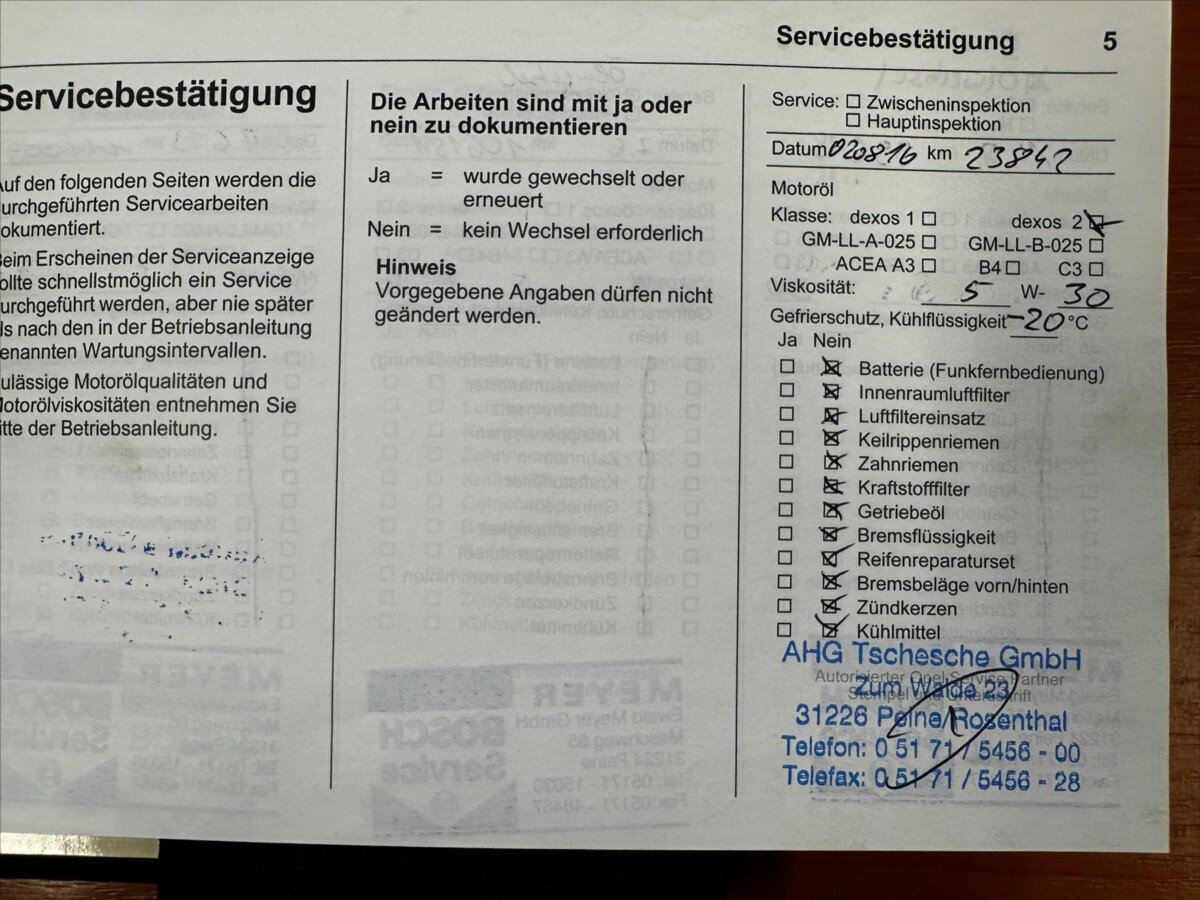 Servicebestätigung 5
Servicebestätigung
Auf den folgenden Seiten werden die
durchgeführten Servicearbeiten
dokumentiert.
Beim Erscheinen der Serviceanzeige
sollte schnellstmöglich ein Service
durchgeführt werden, aber nie später
als nach den in der Betriebsanleitung
genannten Wartungsintervallen.
Zulässige Motorölqualitäten und
Motorölviskositäten entnehmen Sie
bitte der Betriebsanleitung.
Die Arbeiten sind mit ja oder
nein zu dokumentieren
Ja = wurde gewechselt oder
erneuert
Nein = kein Wechsel erforderlich
Hinweis
Vorgegebene Angaben dürfen nicht
geändert werden.
Service: ☐ Zwischeninspektion
☐ Hauptinspektion
Datum 020816 km 23842
Motoröl
Klasse: dexos 1 ☐ dexos 2 ☒
GM-LL-A-025 ☐ GM-LL-B-025 ☐
ACEA A3 ☐ B4 ☐ C3 ☐
Viskosität: 5 W- 30
Gefrierschutz, Kühlflüssigkeit -20 °C
Ja Nein
☐ ☒ Batterie (Funkfernbedienung)
☐ ☒ Innenraumluftfilter
☐ ☒ Luftfiltereinsatz
☐ ☒ Keilrippenriemen
☐ ☒ Zahnriemen
☐ ☒ Kraftstofffilter
☐ ☒ Getriebeöl
☐ ☒ Bremsflüssigkeit
☐ ☒ Reifenreparaturset
☐ ☒ Bremsbeläge vorn/hinten
☐ ☒ Zündkerzen
☐ ☒ Kühlmittel
AHG Tschesche GmbH
Autorisierter Opel Service Partner
Zum Walde 23
Stempel und Unterschrift
31226 Peine/Rosenthal
Telefon: 0 51 71 / 5456 - 00
Telefax: 0 51 71 / 5456 - 28